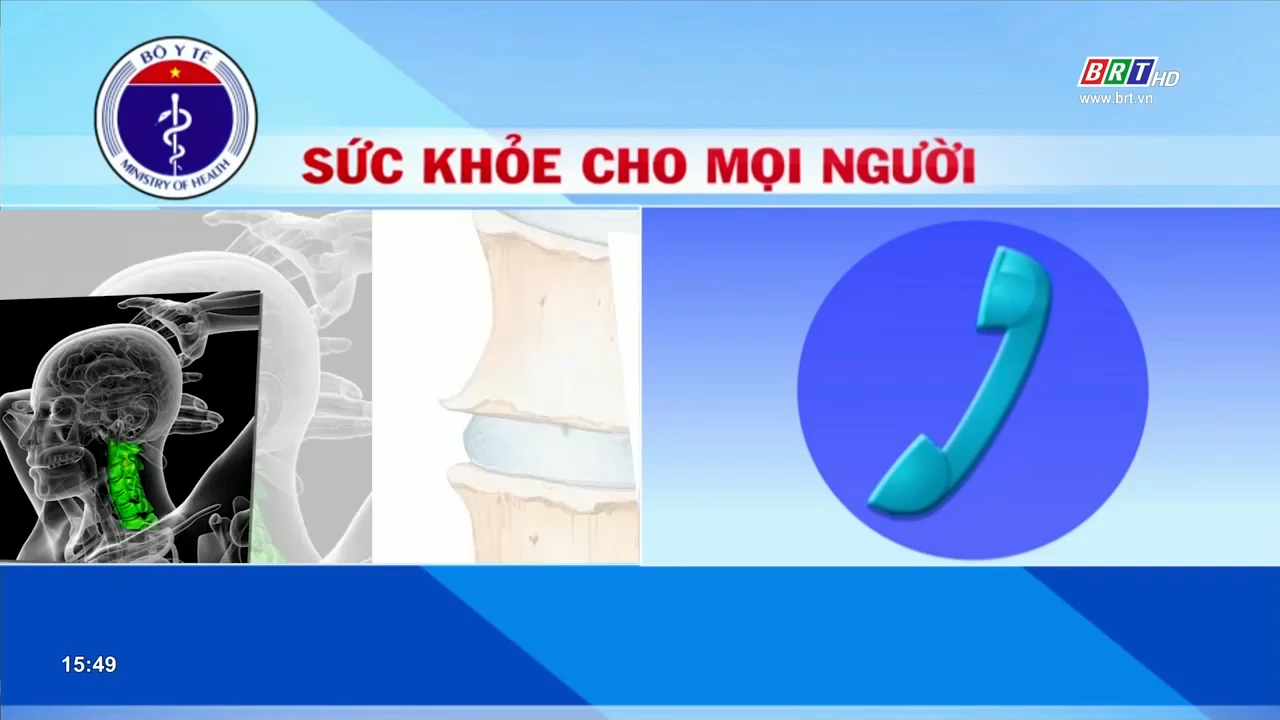 BỘ Y TẾ
MINISTRY OF HEALTH
BRT HD
www.brt.vn
SỨC KHỎE CHO MỌI NGƯỜI
15:49